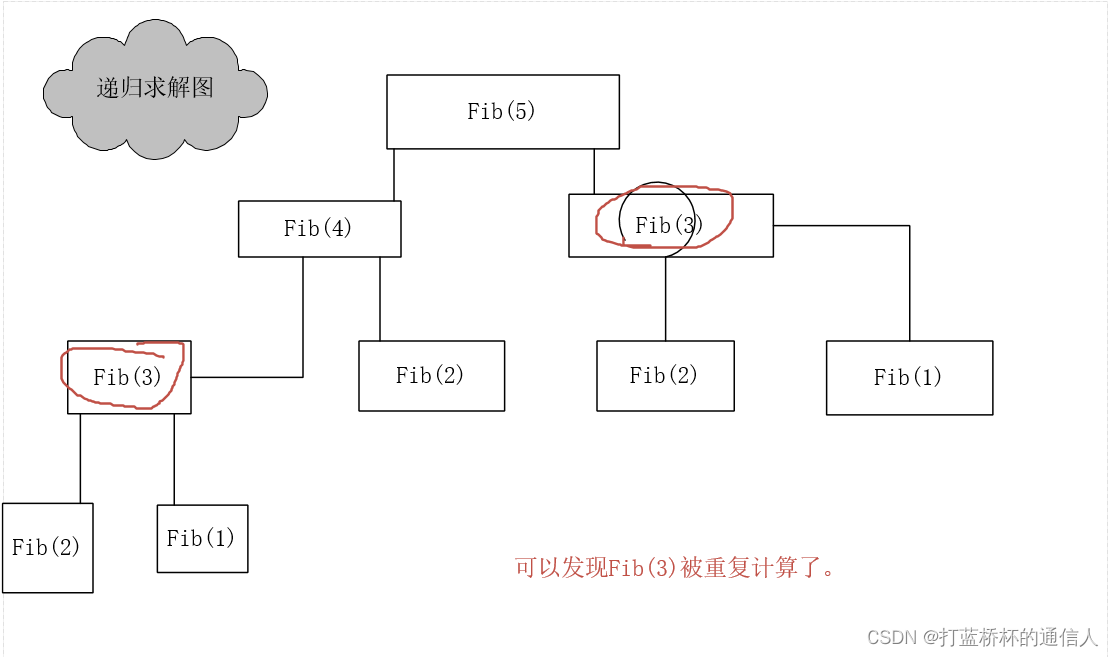 递归求解图
Fib(5)
Fib(4)
Fib(3)
Fib(3)
Fib(2)
Fib(2)
Fib(1)
Fib(2)
Fib(1)
可以发现Fib(3)被重复计算了。
CSDN @打蓝桥杯的通信人